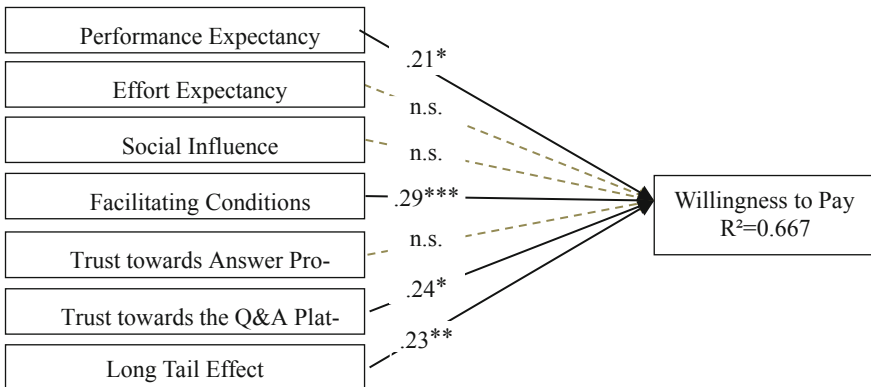 Performance Expectancy
.21*
Effort Expectancy
n.s.
Social Influence
n.s.
Facilitating Conditions
.29***
Willingness to Pay
R²=0.667
Trust towards Answer Pro-
n.s.
Trust towards the Q&A Plat-
.24*
Long Tail Effect
.23**